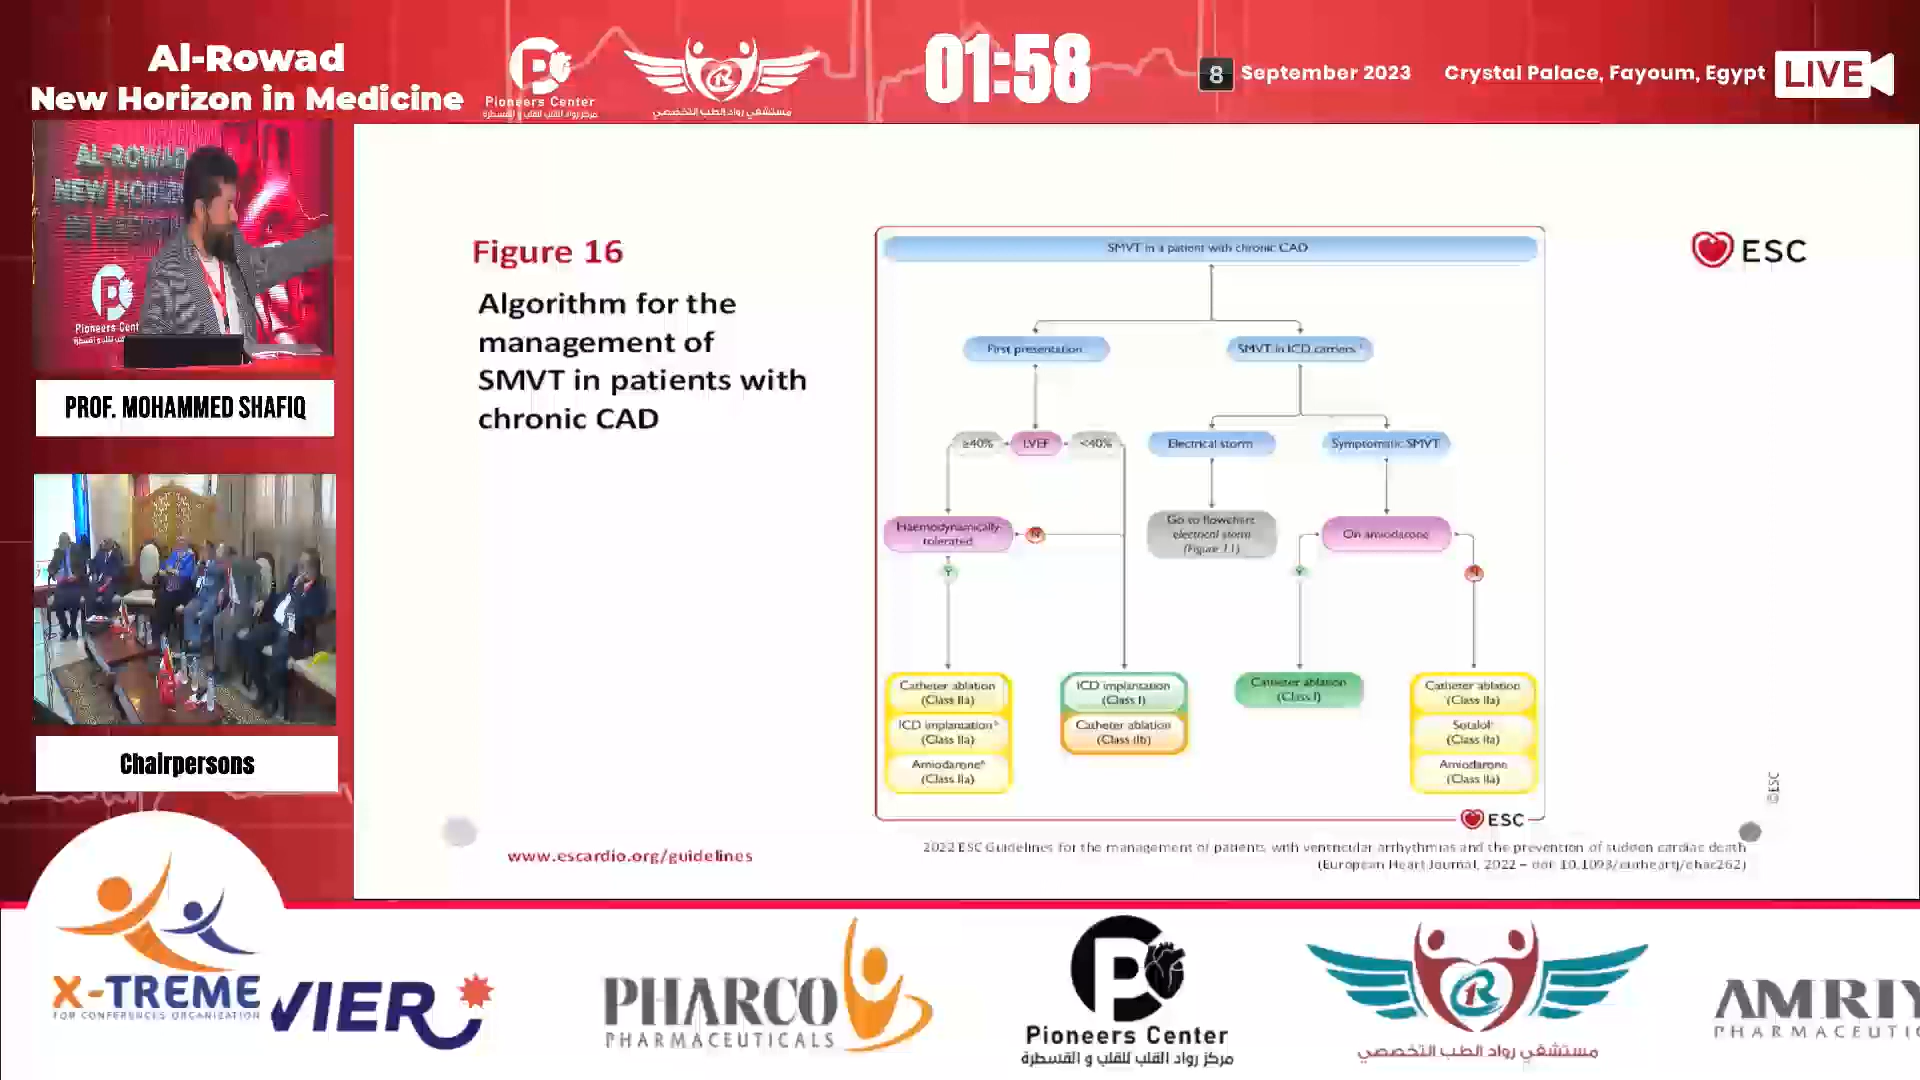 Al-Rowad
New Horizon in Medicine
Pioneers Center
مركز رواد القلب للقلب و القسطرة
مستشفى رواد الطب التخصصي
01:58
8 September 2023
Crystal Palace, Fayoum, Egypt
LIVE
AL-ROWAD
NEW HORIZ
Pioneers Cent
PROF. MOHAMMED SHAFIQ
Chairpersons
Figure 16
Algorithm for the
management of
SMVT in patients with
chronic CAD
ESC
SMVT in a patient with chronic CAD
First presentation
SMVT in ICD carriers
≥40%
LVEF
<40%
Electrical storm
Symptomatic SMVT
Haemodynamically
tolerated
N
Go to flowchart
electrical storm
(Figure 11)
On amiodarone
Y
Y
N
Catheter ablation
(Class IIa)
ICD implantation
(Class IIa)
Amiodarone
(Class IIa)
ICD implantation
(Class I)
Catheter ablation
(Class IIb)
Catheter ablation
(Class I)
Catheter ablation
(Class IIa)
Sotalol
(Class IIa)
Amiodarone
(Class IIa)
ESC
©ESC
www.escardio.org/guidelines
2022 ESC Guidelines for the management of patients with ventricular arrhythmias and the prevention of sudden cardiac death
(European Heart Journal, 2022 – doi: 10.1093/eurheartj/ehac262)
X-TREME
FOR CONFERENCES ORGANIZATION
VIER
PHARCO
PHARMACEUTICALS
Pioneers Center
مركز رواد القلب للقلب و القسطرة
مستشفى رواد الطب التخصصي
AMRIY
PHARMACEUTIC